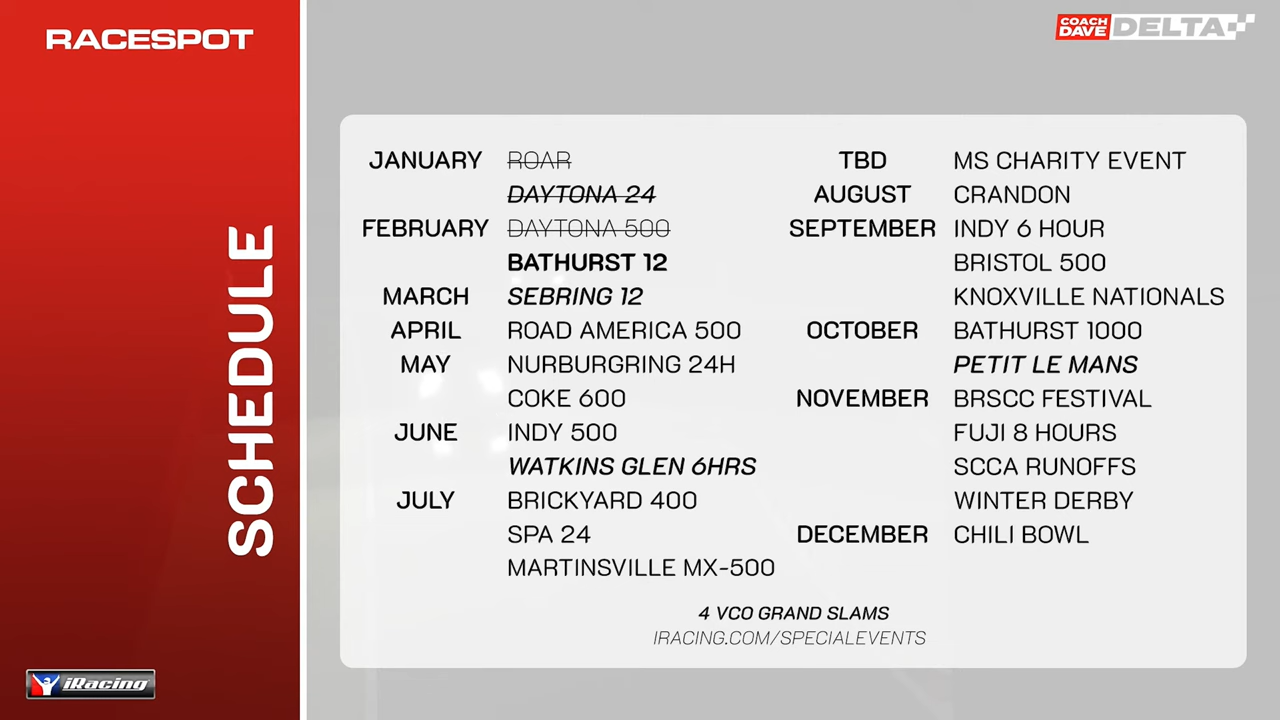 RACESPOT
COACH DAVE DELTA
SCHEDULE
JANUARY ROAR
DAYTONA 24
FEBRUARY DAYTONA 500
BATHURST 12
MARCH SEBRING 12
APRIL ROAD AMERICA 500
MAY NURBURGRING 24H
COKE 600
JUNE INDY 500
WATKINS GLEN 6HRS
JULY BRICKYARD 400
SPA 24
MARTINSVILLE MX-500
TBD MS CHARITY EVENT
AUGUST CRANDON
SEPTEMBER INDY 6 HOUR
BRISTOL 500
KNOXVILLE NATIONALS
OCTOBER BATHURST 1000
PETIT LE MANS
NOVEMBER BRSCC FESTIVAL
FUJI 8 HOURS
SCCA RUNOFFS
WINTER DERBY
DECEMBER CHILI BOWL
4 VCO GRAND SLAMS
IRACING.COM/SPECIALEVENTS
iRacing